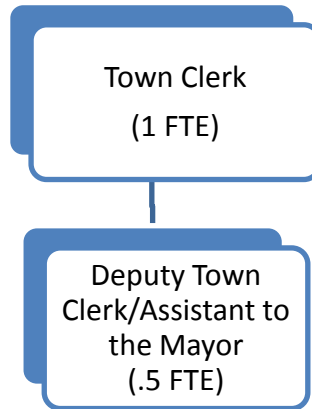 Town Clerk
(1 FTE)
Deputy Town
Clerk/Assistant to
the Mayor
(.5 FTE)